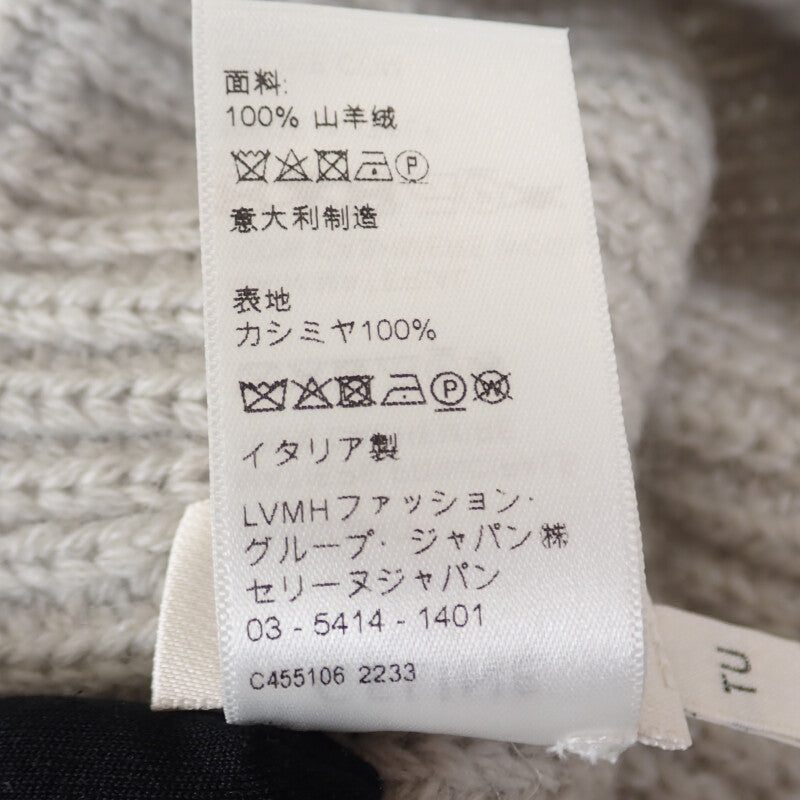 面料:
100% 山羊绒
P
意大利制造
表地
カシミヤ100%
P W
イタリア製
LVMHファッション・
グループ・ジャパン㈱
セリーヌジャパン
03 - 5414 - 1401
C455106 2233
TU